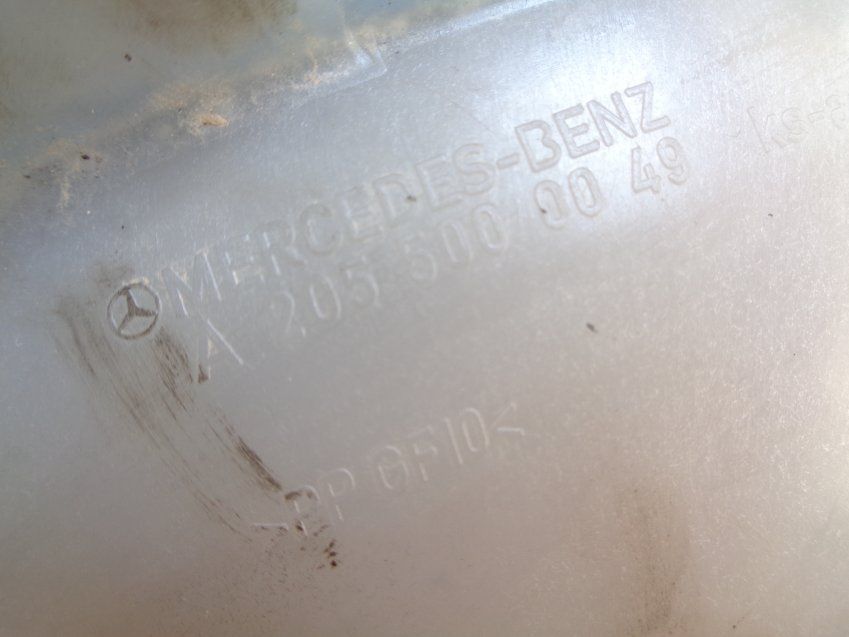 MERCEDES-BENZ
A 205 500 00 49
>PP GF10<